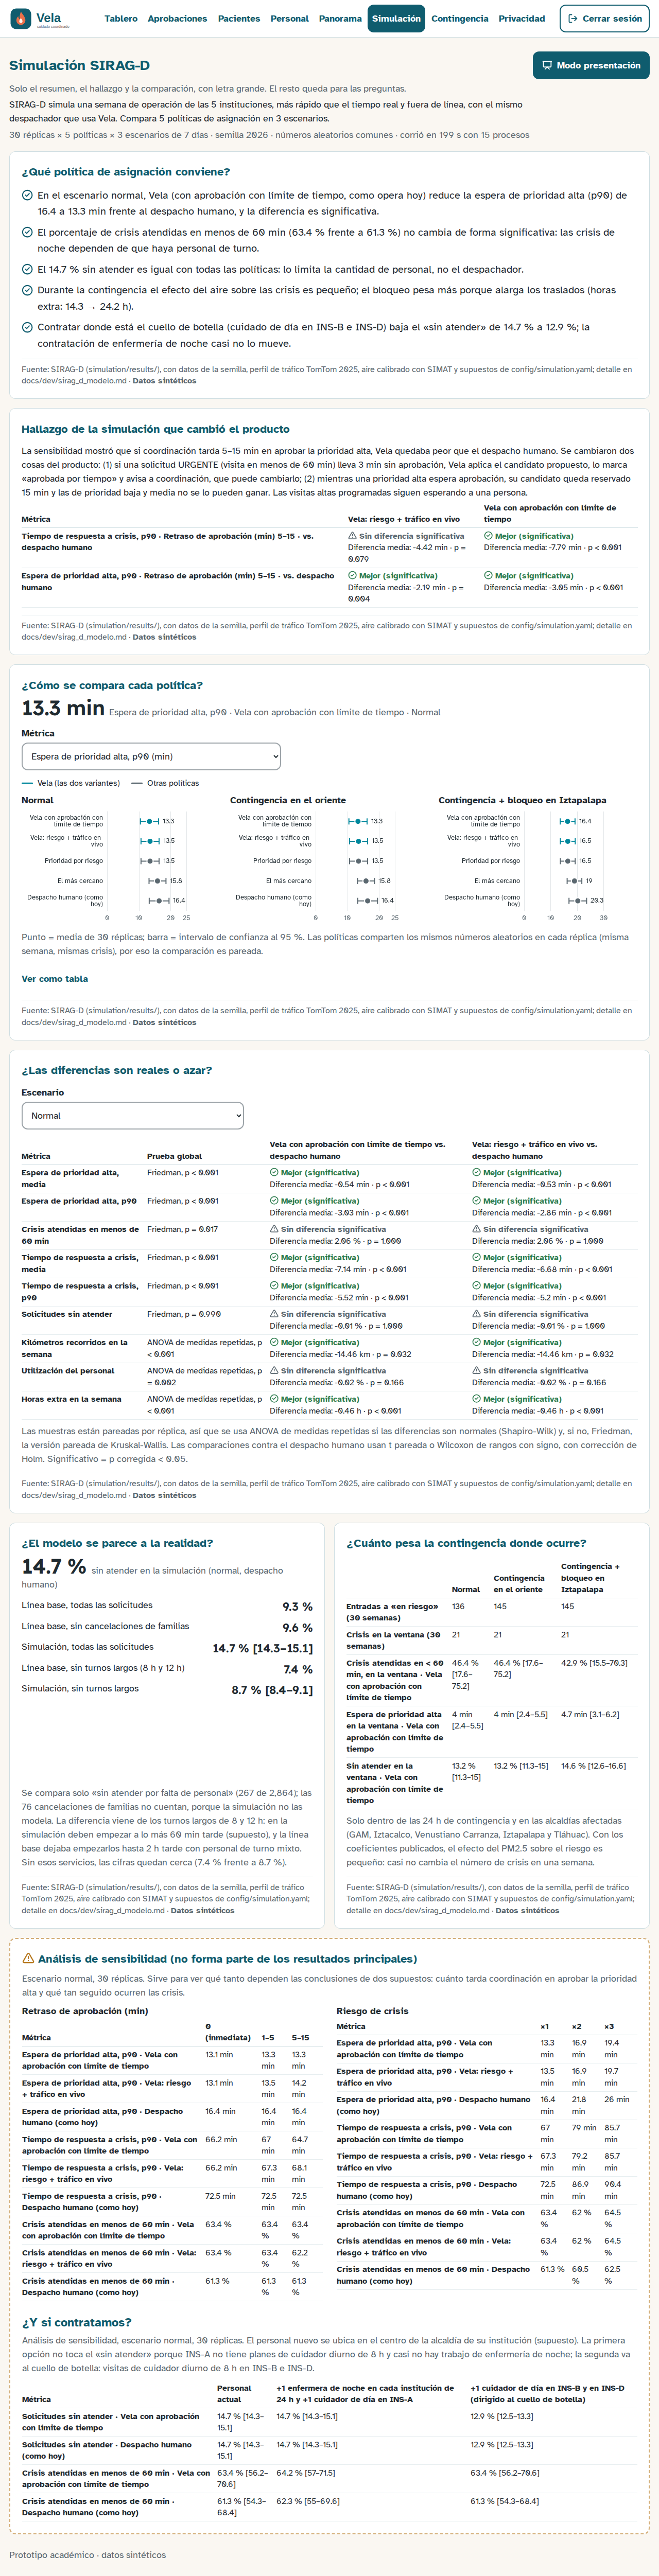 Vela
Tablero Aprobaciones Pacientes Personal Panorama Simulación Contingencia Privacidad Cerrar sesión
Simulación SIRAG-D
Modo presentación
Solo el resumen, el hallazgo y la comparación, con letra grande. El resto queda para las preguntas.
SIRAG-D simula una semana de operación de las 5 instituciones, más rápido que el tiempo real y fuera de línea, con el mismo
despachador que usa Vela. Compara 5 políticas de asignación en 3 escenarios.
30 réplicas × 5 políticas × 3 escenarios de 7 días · semilla 2026 · números aleatorios comunes · corrió en 199 s con 15 procesos
¿Qué política de asignación conviene?
En el escenario normal, Vela (con aprobación con límite de tiempo, como opera hoy) reduce la espera de prioridad alta (p90) de
16.4 a 13.3 min frente al despacho humano, y la diferencia es significativa.
El porcentaje de crisis atendidas en menos de 60 min (63.4 % frente a 61.3 %) no cambia de forma significativa: las crisis de
noche dependen de que haya personal de turno.
El 14.7 % sin atender es igual con todas las políticas: lo limita la cantidad de personal, no el despachador.
Durante la contingencia el efecto del aire sobre las crisis es pequeño; el bloqueo pesa más porque alarga los traslados (horas
extra: 14.3 → 24.2 h).
Contratar donde está el cuello de botella (cuidado de día en INS-B e INS-D) baja el «sin atender» de 14.7 % a 12.9 %; la
contratación de enfermería de noche casi no lo mueve.
Fuente: SIRAG-D (simulation/results/), con datos de la semilla, perfil de tráfico TomTom 2025, aire calibrado con SIMAT y supuestos de config/simulation.yaml; detalle en
docs/dev/sirag_d_modelo.md · Datos sintéticos
Hallazgo de la simulación que cambió el producto
La sensibilidad mostró que si coordinación tarda 5–15 min en aprobar la prioridad alta, Vela quedaba peor que el despacho humano. Se cambiaron dos
cosas del producto: (1) si una solicitud URGENTE (visita en menos de 60 min) lleva 3 min sin aprobación, Vela aplica el candidato propuesto, lo marca
«aprobada por tiempo» y avisa a coordinación, que puede cambiarlo; (2) mientras una prioridad alta espera aprobación, su candidato queda reservado
15 min y las de prioridad baja y media no se lo pueden ganar. Las visitas altas programadas siguen esperando a una persona.
Métrica Vela: riesgo + tráfico en vivo Vela con aprobación con límite de tiempo
Tiempo de respuesta a crisis, p90 · Retraso de aprobación (min) 5–15 · vs. despacho humano
Sin diferencia significativa
Diferencia media: -4.42 min · p = 0.079
Mejor (significativa)
Diferencia media: -7.79 min · p < 0.001
Espera de prioridad alta, p90 · Retraso de aprobación (min) 5–15 · vs. despacho humano
Mejor (significativa)
Diferencia media: -2.19 min · p = 0.004
Mejor (significativa)
Diferencia media: -3.05 min · p < 0.001
Fuente: SIRAG-D (simulation/results/), con datos de la semilla, perfil de tráfico TomTom 2025, aire calibrado con SIMAT y supuestos de config/simulation.yaml; detalle en
docs/dev/sirag_d_modelo.md · Datos sintéticos
¿Cómo se compara cada política?
13.3 min Espera de prioridad alta, p90 · Vela con aprobación con límite de tiempo · Normal
Métrica
Espera de prioridad alta, p90 (min)
Vela (las dos variantes) Otras políticas
Normal
Vela con aprobación con límite de tiempo 13.3
Vela: riesgo + tráfico en vivo 13.5
Prioridad por riesgo 13.5
El más cercano 15.8
Despacho humano (como hoy) 16.4
0 10 20 25
Contingencia en el oriente
Vela con aprobación con límite de tiempo 13.3
Vela: riesgo + tráfico en vivo 13.5
Prioridad por riesgo 13.5
El más cercano 15.8
Despacho humano (como hoy) 16.4
0 10 20 25
Contingencia + bloqueo en Iztapalapa
Vela con aprobación con límite de tiempo 16.4
Vela: riesgo + tráfico en vivo 16.5
Prioridad por riesgo 16.5
El más cercano 19
Despacho humano (como hoy) 20.3
0 10 20 30
Punto = media de 30 réplicas; barra = intervalo de confianza al 95 %. Las políticas comparten los mismos números aleatorios en cada réplica (misma
semana, mismas crisis), por eso la comparación es pareada.
Ver como tabla
Fuente: SIRAG-D (simulation/results/), con datos de la semilla, perfil de tráfico TomTom 2025, aire calibrado con SIMAT y supuestos de config/simulation.yaml; detalle en
docs/dev/sirag_d_modelo.md · Datos sintéticos
¿Las diferencias son reales o azar?
Escenario
Normal
Métrica Prueba global Vela con aprobación con límite de tiempo vs. despacho humano Vela: riesgo + tráfico en vivo vs. despacho humano
Espera de prioridad alta, media Friedman, p < 0.001 Mejor (significativa) Diferencia media: -0.54 min · p < 0.001 Mejor (significativa) Diferencia media: -0.53 min · p < 0.001
Espera de prioridad alta, p90 Friedman, p < 0.001 Mejor (significativa) Diferencia media: -3.03 min · p < 0.001 Mejor (significativa) Diferencia media: -2.86 min · p < 0.001
Crisis atendidas en menos de 60 min Friedman, p = 0.017 Sin diferencia significativa Diferencia media: 2.06 % · p = 1.000 Sin diferencia significativa Diferencia media: 2.06 % · p = 1.000
Tiempo de respuesta a crisis, media Friedman, p < 0.001 Mejor (significativa) Diferencia media: -7.14 min · p < 0.001 Mejor (significativa) Diferencia media: -6.68 min · p < 0.001
Tiempo de respuesta a crisis, p90 Friedman, p < 0.001 Mejor (significativa) Diferencia media: -5.52 min · p < 0.001 Mejor (significativa) Diferencia media: -5.2 min · p < 0.001
Solicitudes sin atender Friedman, p = 0.990 Sin diferencia significativa Diferencia media: -0.01 % · p = 1.000 Sin diferencia significativa Diferencia media: -0.01 % · p = 1.000
Kilómetros recorridos en la semana ANOVA de medidas repetidas, p < 0.001 Mejor (significativa) Diferencia media: -14.46 km · p = 0.032 Mejor (significativa) Diferencia media: -14.46 km · p = 0.032
Utilización del personal ANOVA de medidas repetidas, p = 0.002 Sin diferencia significativa Diferencia media: -0.02 % · p = 0.166 Sin diferencia significativa Diferencia media: -0.02 % · p = 0.166
Horas extra en la semana ANOVA de medidas repetidas, p < 0.001 Mejor (significativa) Diferencia media: -0.46 h · p < 0.001 Mejor (significativa) Diferencia media: -0.46 h · p < 0.001
Las muestras están pareadas por réplica, así que se usa ANOVA de medidas repetidas si las diferencias son normales (Shapiro-Wilk) y, si no, Friedman,
la versión pareada de Kruskal-Wallis. Las comparaciones contra el despacho humano usan t pareada o Wilcoxon de rangos con signo, con corrección de
Holm. Significativo = p corregida < 0.05.
Fuente: SIRAG-D (simulation/results/), con datos de la semilla, perfil de tráfico TomTom 2025, aire calibrado con SIMAT y supuestos de config/simulation.yaml; detalle en
docs/dev/sirag_d_modelo.md · Datos sintéticos
¿El modelo se parece a la realidad?
14.7 % sin atender en la simulación (normal, despacho
humano)
Línea base, todas las solicitudes 9.3 %
Línea base, sin cancelaciones de familias 9.6 %
Simulación, todas las solicitudes 14.7 % [14.3–15.1]
Línea base, sin turnos largos (8 h y 12 h) 7.4 %
Simulación, sin turnos largos 8.7 % [8.4–9.1]
Se compara solo «sin atender por falta de personal» (267 de 2,864); las
76 cancelaciones de familias no cuentan, porque la simulación no las
modela. La diferencia viene de los turnos largos de 8 y 12 h: en la
simulación deben empezar a lo más 60 min tarde (supuesto), y la línea
base dejaba empezarlos hasta 2 h tarde con personal de turno mixto.
Sin esos servicios, las cifras quedan cerca (7.4 % frente a 8.7 %).
Fuente: SIRAG-D (simulation/results/), con datos de la semilla, perfil de tráfico
TomTom 2025, aire calibrado con SIMAT y supuestos de config/simulation.yaml;
detalle en docs/dev/sirag_d_modelo.md · Datos sintéticos
¿Cuánto pesa la contingencia donde ocurre?
Normal Contingencia en el oriente Contingencia + bloqueo en Iztapalapa
Entradas a «en riesgo» (30 semanas) 136 145 145
Crisis en la ventana (30 semanas) 21 21 21
Crisis atendidas en < 60 min, en la ventana · Vela con aprobación con límite de tiempo 46.4 % [17.6–75.2] 46.4 % [17.6–75.2] 42.9 % [15.5–70.3]
Espera de prioridad alta en la ventana · Vela con aprobación con límite de tiempo 4 min [2.4–5.5] 4 min [2.4–5.5] 4.7 min [3.1–6.2]
Sin atender en la ventana · Vela con aprobación con límite de tiempo 13.2 % [11.3–15] 13.2 % [11.3–15] 14.6 % [12.6–16.6]
Solo dentro de las 24 h de contingencia y en las alcaldías afectadas
(GAM, Iztacalco, Venustiano Carranza, Iztapalapa y Tláhuac). Con los
coeficientes publicados, el efecto del PM2.5 sobre el riesgo es
pequeño: casi no cambia el número de crisis en una semana.
Fuente: SIRAG-D (simulation/results/), con datos de la semilla, perfil de tráfico
TomTom 2025, aire calibrado con SIMAT y supuestos de config/simulation.yaml;
detalle en docs/dev/sirag_d_modelo.md · Datos sintéticos
Análisis de sensibilidad (no forma parte de los resultados principales)
Escenario normal, 30 réplicas. Sirve para ver qué tanto dependen las conclusiones de dos supuestos: cuánto tarda coordinación en aprobar la prioridad
alta y qué tan seguido ocurren las crisis.
Retraso de aprobación (min)
Métrica 0 (inmediata) 1–5 5–15
Espera de prioridad alta, p90 · Vela con aprobación con límite de tiempo 13.1 min 13.3 min 13.3 min
Espera de prioridad alta, p90 · Vela: riesgo + tráfico en vivo 13.1 min 13.5 min 14.2 min
Espera de prioridad alta, p90 · Despacho humano (como hoy) 16.4 min 16.4 min 16.4 min
Tiempo de respuesta a crisis, p90 · Vela con aprobación con límite de tiempo 66.2 min 67 min 64.7 min
Tiempo de respuesta a crisis, p90 · Vela: riesgo + tráfico en vivo 66.2 min 67.3 min 68.1 min
Tiempo de respuesta a crisis, p90 · Despacho humano (como hoy) 72.5 min 72.5 min 72.5 min
Crisis atendidas en menos de 60 min · Vela con aprobación con límite de tiempo 63.4 % 63.4 % 63.4 %
Crisis atendidas en menos de 60 min · Vela: riesgo + tráfico en vivo 63.4 % 63.4 % 62.2 %
Crisis atendidas en menos de 60 min · Despacho humano (como hoy) 61.3 % 61.3 % 61.3 %
Riesgo de crisis
Métrica ×1 ×2 ×3
Espera de prioridad alta, p90 · Vela con aprobación con límite de tiempo 13.3 min 16.9 min 19.4 min
Espera de prioridad alta, p90 · Vela: riesgo + tráfico en vivo 13.5 min 16.9 min 19.7 min
Espera de prioridad alta, p90 · Despacho humano (como hoy) 16.4 min 21.8 min 26 min
Tiempo de respuesta a crisis, p90 · Vela con aprobación con límite de tiempo 67 min 79 min 85.7 min
Tiempo de respuesta a crisis, p90 · Vela: riesgo + tráfico en vivo 67.3 min 79.2 min 85.7 min
Tiempo de respuesta a crisis, p90 · Despacho humano (como hoy) 72.5 min 86.9 min 90.4 min
Crisis atendidas en menos de 60 min · Vela con aprobación con límite de tiempo 63.4 % 62 % 64.5 %
Crisis atendidas en menos de 60 min · Vela: riesgo + tráfico en vivo 63.4 % 62 % 64.5 %
Crisis atendidas en menos de 60 min · Despacho humano (como hoy) 61.3 % 60.5 % 62.5 %
¿Y si contratamos?
Análisis de sensibilidad, escenario normal, 30 réplicas. El personal nuevo se ubica en el centro de la alcaldía de su institución (supuesto). La primera
opción no toca el «sin atender» porque INS-A no tiene planes de cuidador diurno de 8 h y casi no hay trabajo de enfermería de noche; la segunda va
al cuello de botella: visitas de cuidador diurno de 8 h en INS-B e INS-D.
Métrica Personal actual +1 enfermera de noche en cada institución de 24 h y +1 cuidador de día en INS-A +1 cuidador de día en INS-B y en INS-D (dirigido al cuello de botella)
Solicitudes sin atender · Vela con aprobación con límite de tiempo 14.7 % [14.3–15.1] 14.7 % [14.3–15.1] 12.9 % [12.5–13.3]
Solicitudes sin atender · Despacho humano (como hoy) 14.7 % [14.3–15.1] 14.7 % [14.3–15.1] 12.9 % [12.5–13.3]
Crisis atendidas en menos de 60 min · Vela con aprobación con límite de tiempo 63.4 % [56.2–70.6] 64.2 % [57–71.5] 63.4 % [56.2–70.6]
Crisis atendidas en menos de 60 min · Despacho humano (como hoy) 61.3 % [54.3–68.4] 62.3 % [55–69.6] 61.3 % [54.3–68.4]
Prototipo académico · datos sintéticos